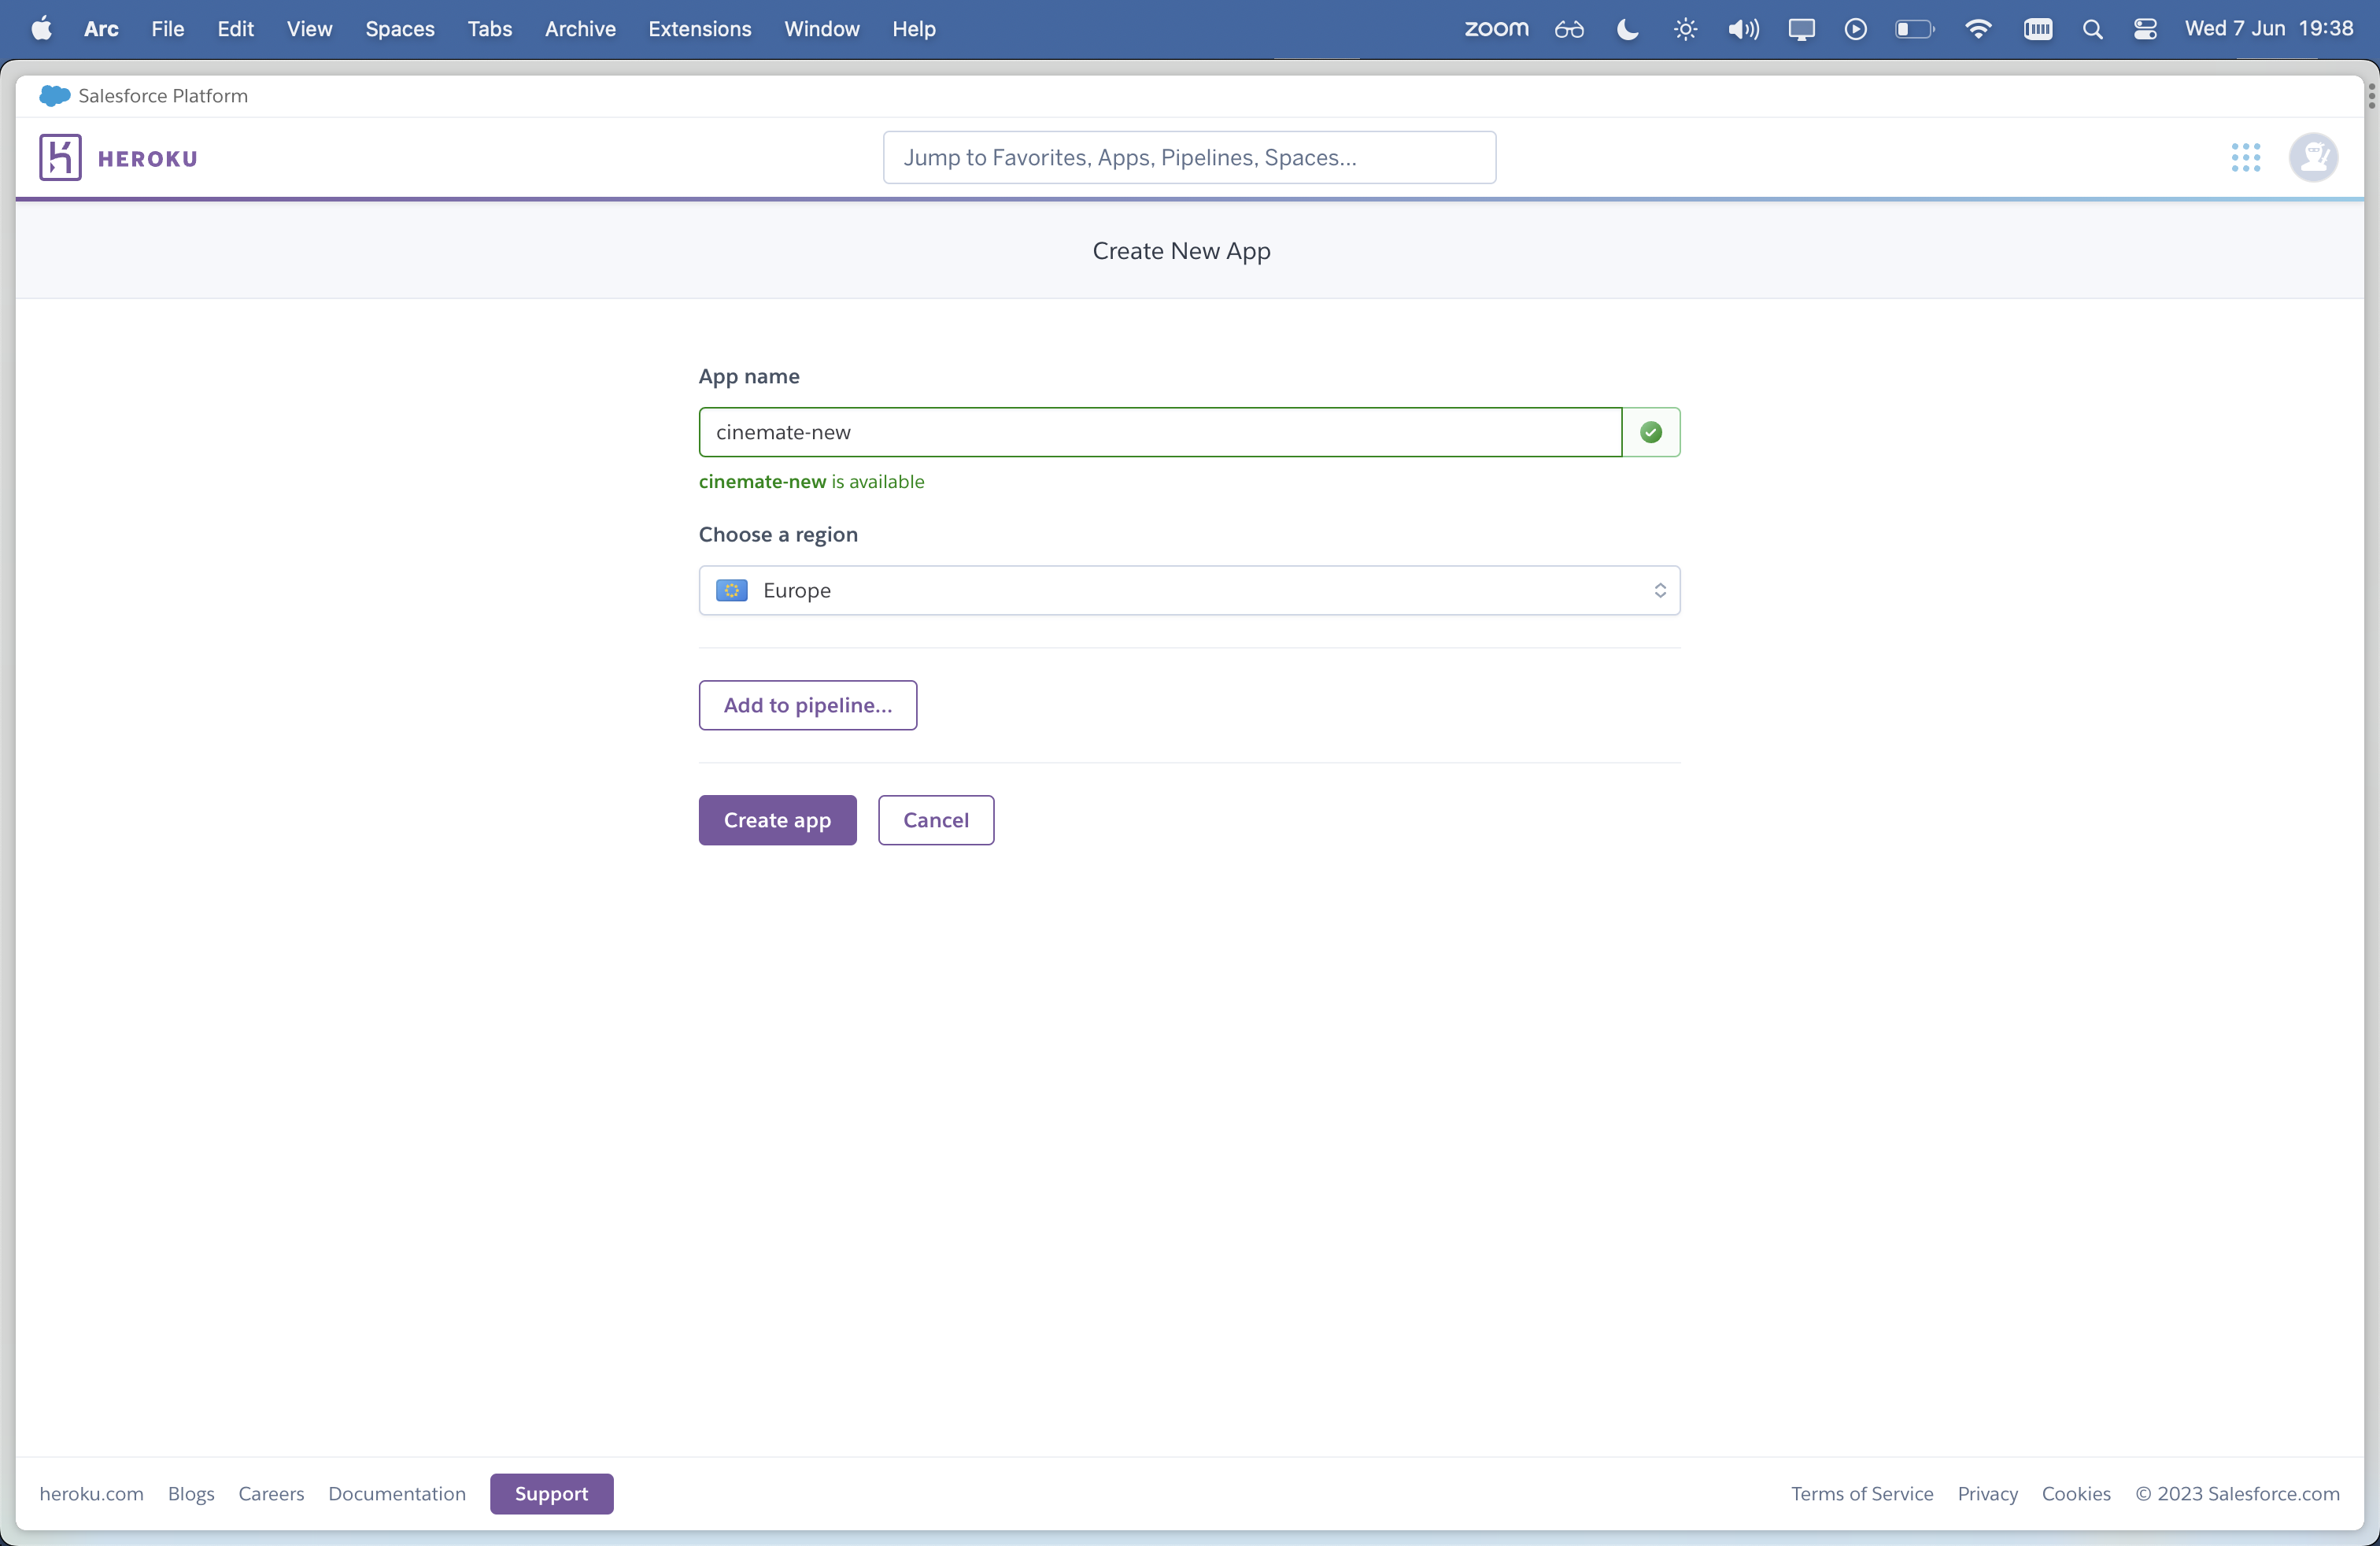 Arc File Edit View Spaces Tabs Archive Extensions Window Help zoom Wed 7 Jun 19:38
Salesforce Platform
HEROKU
Jump to Favorites, Apps, Pipelines, Spaces...
Create New App
App name
cinemate-new
cinemate-new is available
Choose a region
Europe
Add to pipeline...
Create app Cancel
heroku.com Blogs Careers Documentation Support Terms of Service Privacy Cookies © 2023 Salesforce.com